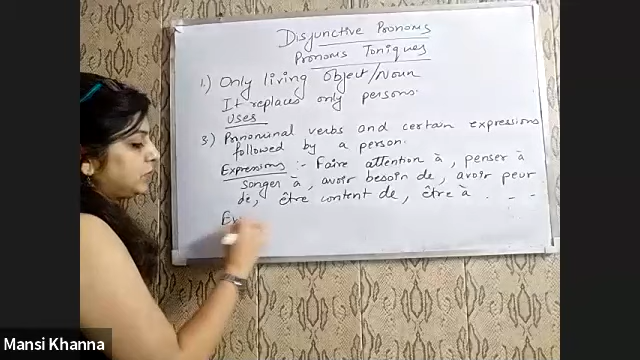 Disjunctive Pronoms
Pronoms Toniques
1.) Only living Object/Noun
It replaces only persons.
uses
3) Pronominal verbs and certain expressions
followed by a person.
Expressions :- Faire attention à, penser à
songer à, avoir besoin de, avoir peur
de, être content de, être à . - -
Ex
Mansi Khanna